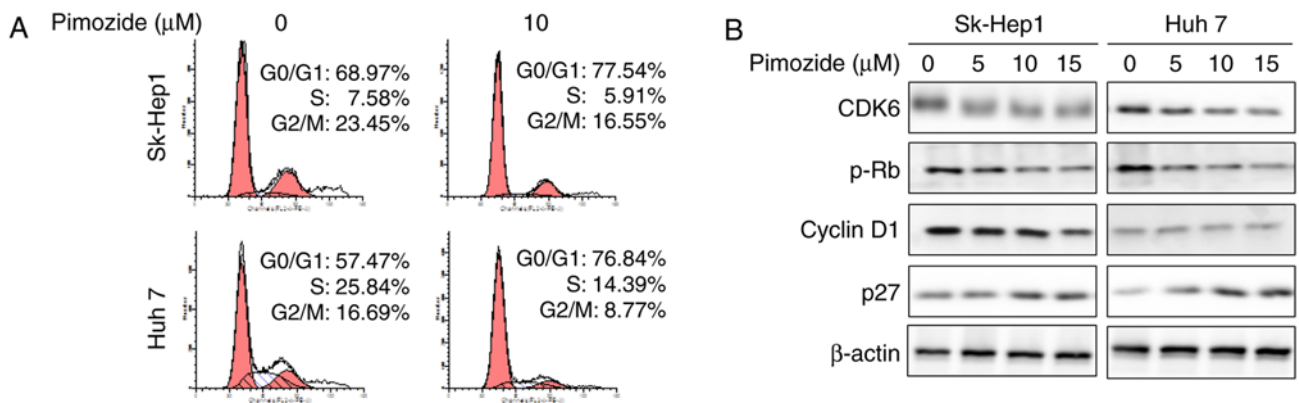 A
Pimozide (μM) 0 10
Sk-Hep1
G0/G1: 68.97%
S: 7.58%
G2/M: 23.45%
G0/G1: 77.54%
S: 5.91%
G2/M: 16.55%
Huh 7
G0/G1: 57.47%
S: 25.84%
G2/M: 16.69%
G0/G1: 76.84%
S: 14.39%
G2/M: 8.77%
B
Sk-Hep1 Huh 7
Pimozide (μM) 0 5 10 15 0 5 10 15
CDK6
p-Rb
Cyclin D1
p27
β-actin